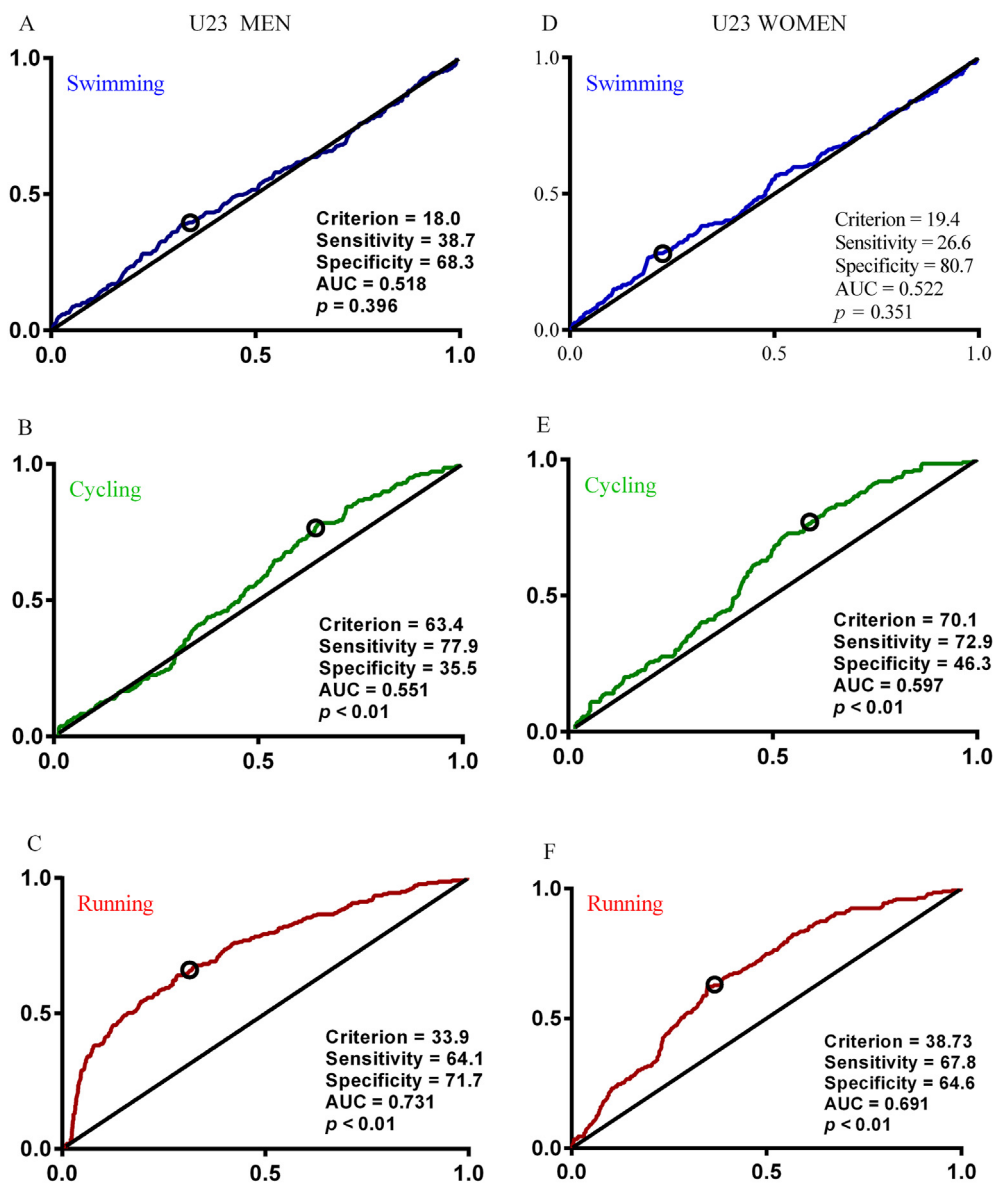 A
U23 MEN
1.0
Swimming
0.5
Criterion = 18.0
Sensitivity = 38.7
Specificity = 68.3
AUC = 0.518
p = 0.396
0.0
0.0
0.5
1.0
D
U23 WOMEN
1.0
Swimming
0.5
Criterion = 19.4
Sensitivity = 26.6
Specificity = 80.7
AUC = 0.522
p = 0.351
0.0
0.0
0.5
1.0
B
1.0
Cycling
0.5
Criterion = 63.4
Sensitivity = 77.9
Specificity = 35.5
AUC = 0.551
p < 0.01
0.0
0.0
0.5
1.0
E
1.0
Cycling
0.5
Criterion = 70.1
Sensitivity = 72.9
Specificity = 46.3
AUC = 0.597
p < 0.01
0.0
0.0
0.5
1.0
C
1.0
Running
0.5
Criterion = 33.9
Sensitivity = 64.1
Specificity = 71.7
AUC = 0.731
p < 0.01
0.0
0.0
0.5
1.0
F
1.0
Running
0.5
Criterion = 38.73
Sensitivity = 67.8
Specificity = 64.6
AUC = 0.691
p < 0.01
0.0
0.0
0.5
1.0